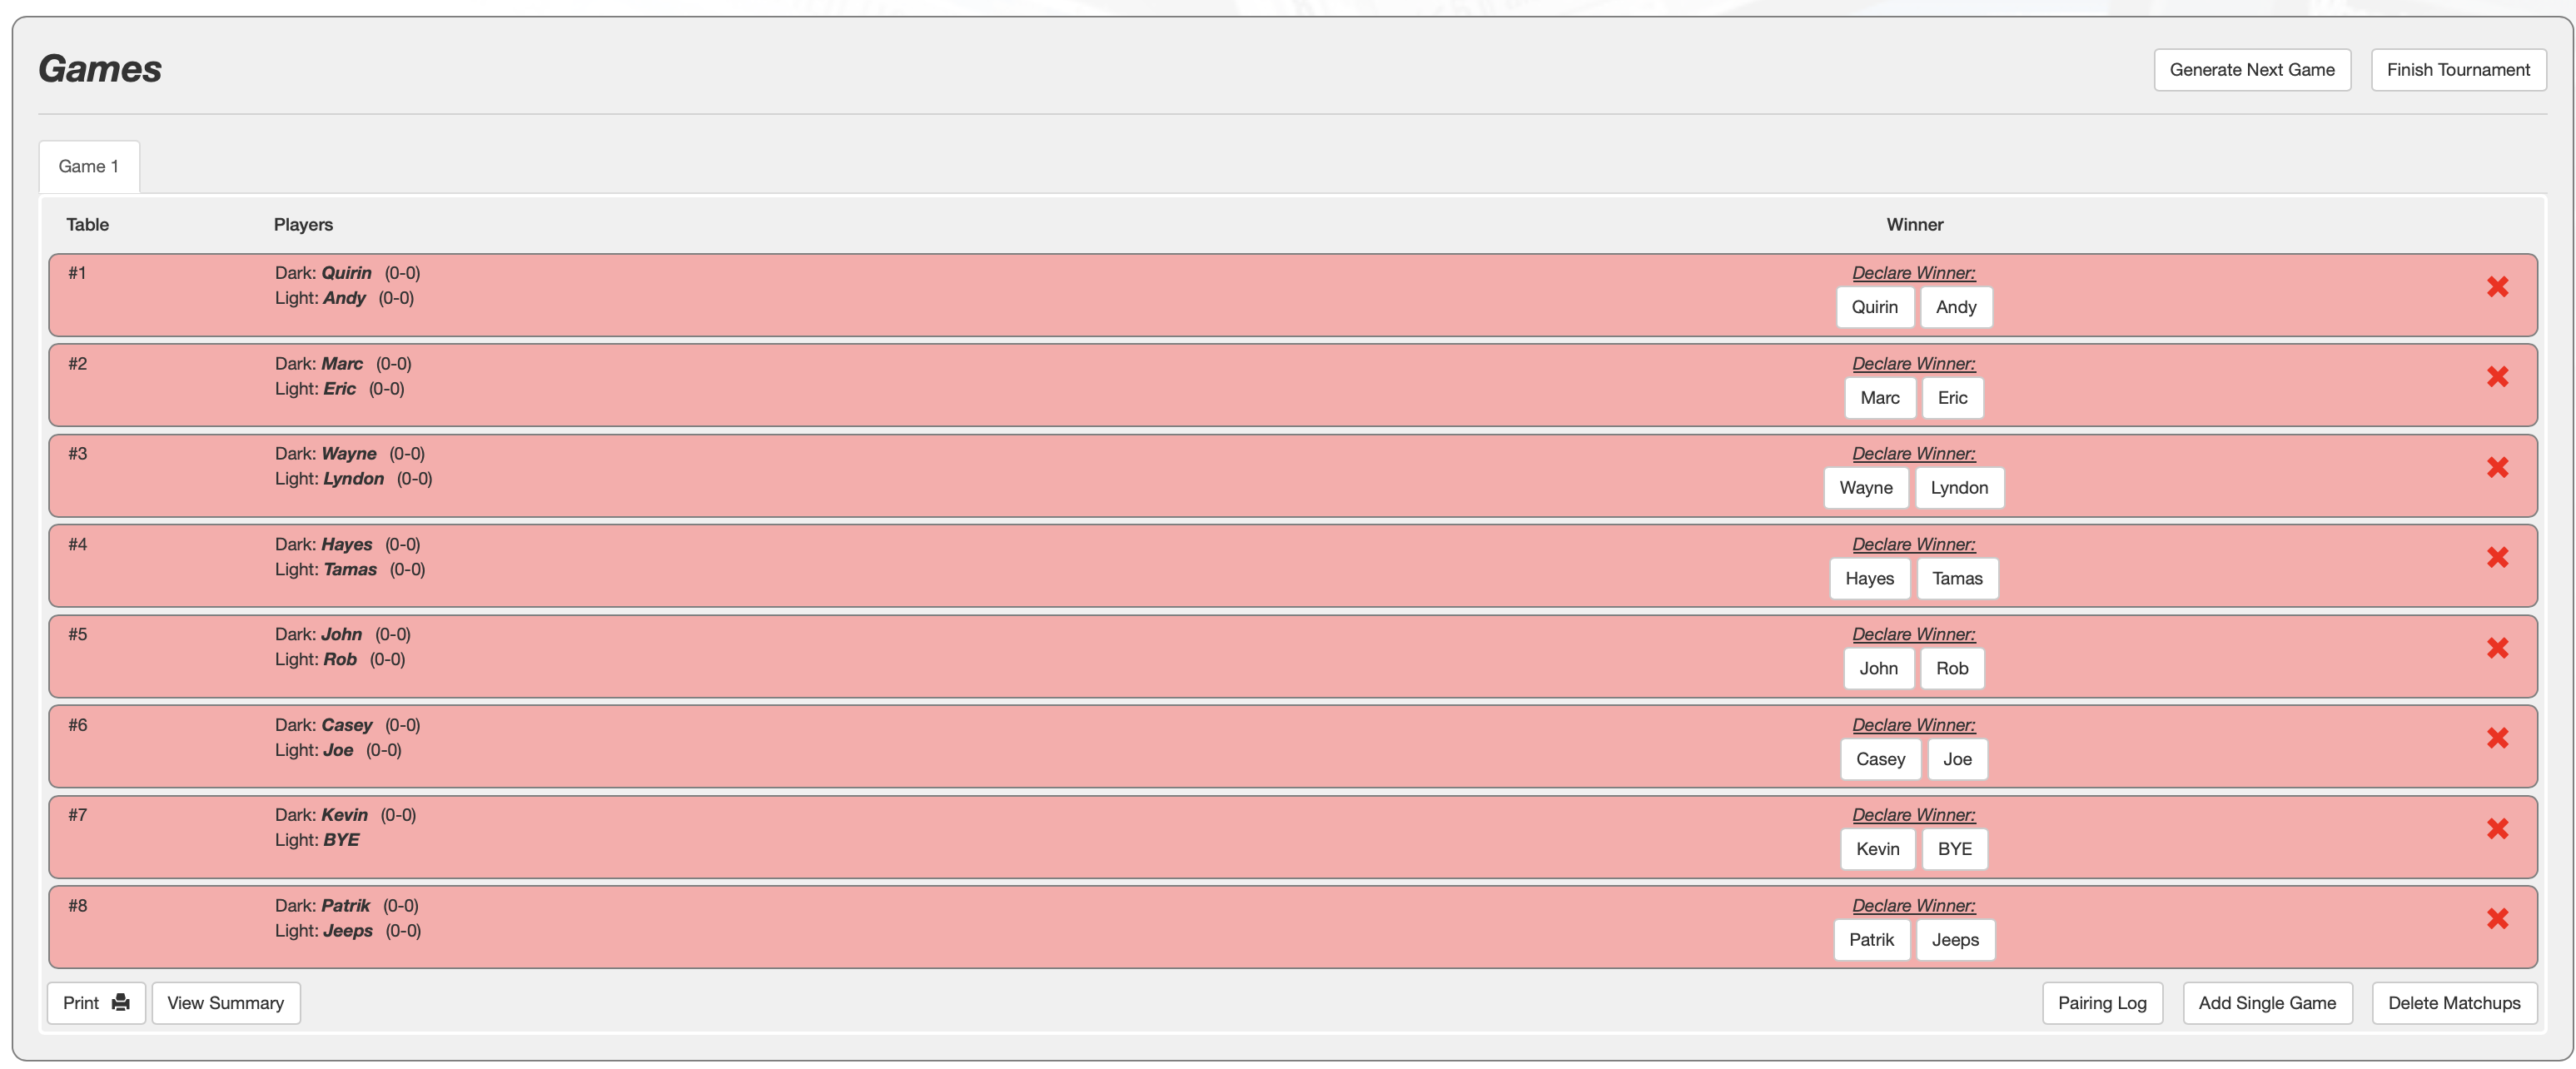 Games
Generate Next Game
Finish Tournament
Game 1
Table Players Winner
#1 Dark: Quirin (0-0) Declare Winner:
Light: Andy (0-0) Quirin Andy
#2 Dark: Marc (0-0) Declare Winner:
Light: Eric (0-0) Marc Eric
#3 Dark: Wayne (0-0) Declare Winner:
Light: Lyndon (0-0) Wayne Lyndon
#4 Dark: Hayes (0-0) Declare Winner:
Light: Tamas (0-0) Hayes Tamas
#5 Dark: John (0-0) Declare Winner:
Light: Rob (0-0) John Rob
#6 Dark: Casey (0-0) Declare Winner:
Light: Joe (0-0) Casey Joe
#7 Dark: Kevin (0-0) Declare Winner:
Light: BYE Kevin BYE
#8 Dark: Patrik (0-0) Declare Winner:
Light: Jeeps (0-0) Patrik Jeeps
Print View Summary Pairing Log Add Single Game Delete Matchups